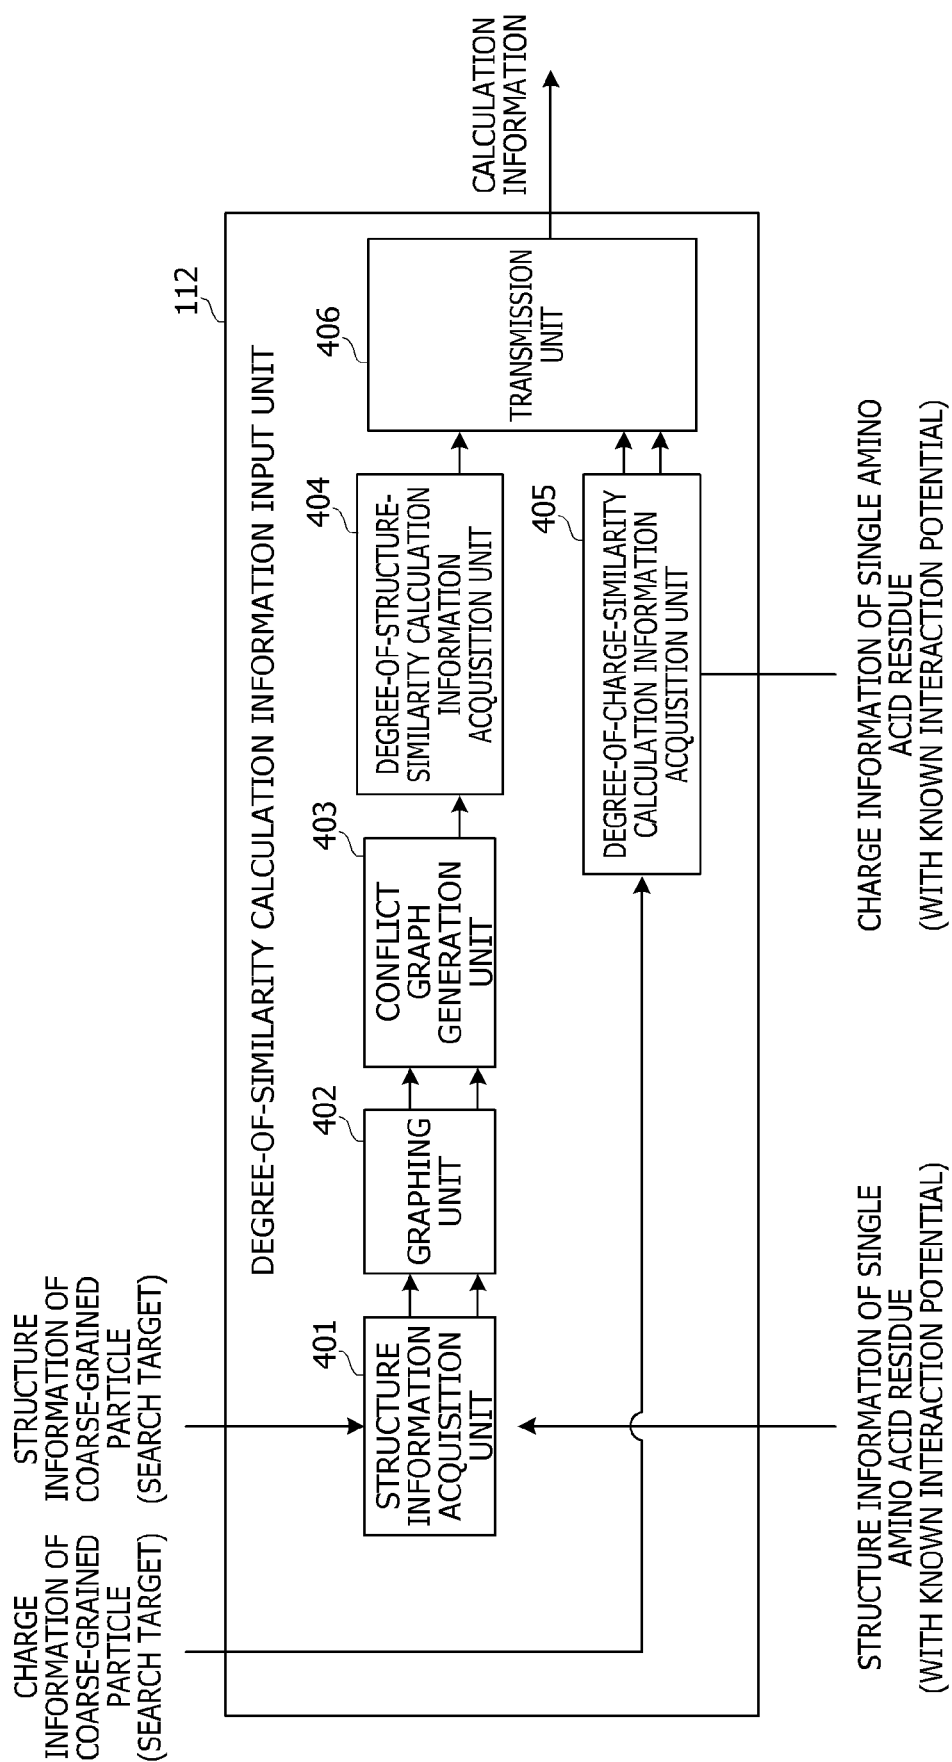 CHARGE
INFORMATION OF
COARSE-GRAINED
PARTICLE
(SEARCH TARGET)
STRUCTURE
INFORMATION OF
COARSE-GRAINED
PARTICLE
(SEARCH TARGET)
112
DEGREE-OF-SIMILARITY CALCULATION INFORMATION INPUT UNIT
401
STRUCTURE
INFORMATION
ACQUISITION
UNIT
402
GRAPHING
UNIT
403
CONFLICT
GRAPH
GENERATION
UNIT
404
DEGREE-OF-STRUCTURE-
SIMILARITY CALCULATION
INFORMATION
ACQUISITION UNIT
405
DEGREE-OF-CHARGE-SIMILARITY
CALCULATION INFORMATION
ACQUISITION UNIT
406
TRANSMISSION
UNIT
CALCULATION
INFORMATION
STRUCTURE INFORMATION OF SINGLE
AMINO ACID RESIDUE
(WITH KNOWN INTERACTION POTENTIAL)
CHARGE INFORMATION OF SINGLE AMINO
ACID RESIDUE
(WITH KNOWN INTERACTION POTENTIAL)